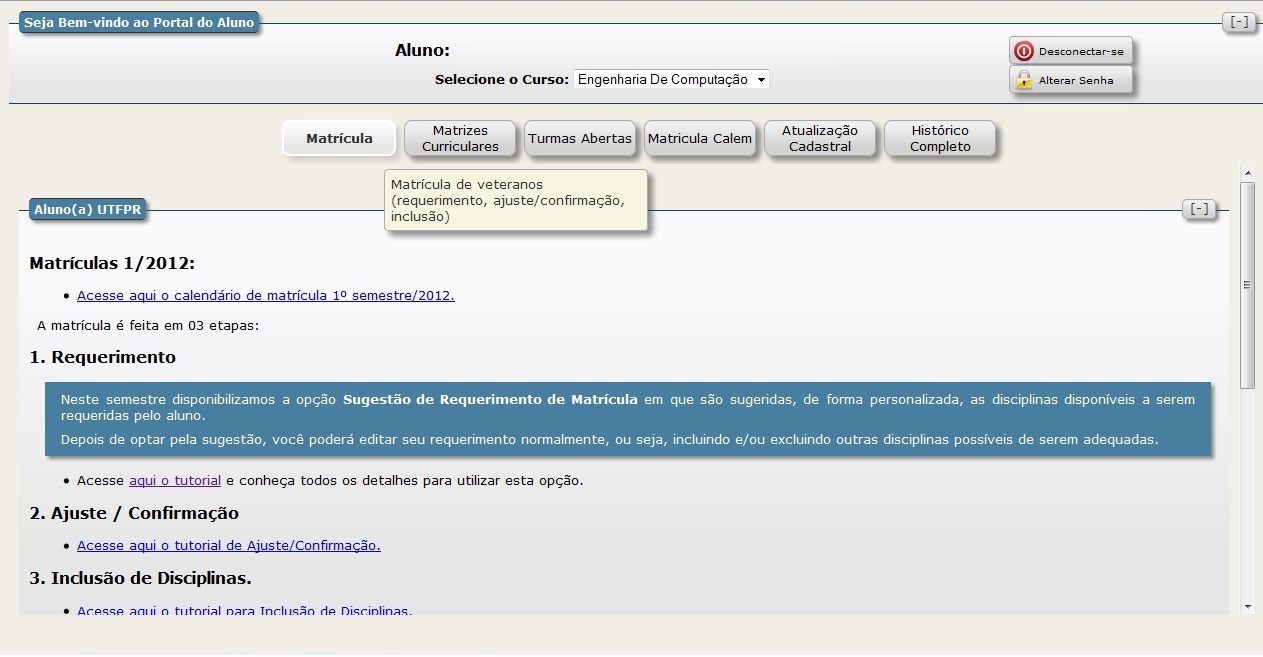 Seja Bem-vindo ao Portal do Aluno
[-]
Aluno:
Desconectar-se
Selecione o Curso: Engenharia De Computação
Alterar Senha
Matrícula
Matrizes
Curriculares
Turmas Abertas
Matricula Calem
Atualização
Cadastral
Histórico
Completo
Matrícula de veteranos
(requerimento, ajuste/confirmação,
inclusão)
Aluno(a) UTFPR
[-]
Matrículas 1/2012:
• Acesse aqui o calendário de matrícula 1º semestre/2012.
A matrícula é feita em 03 etapas:
1. Requerimento
Neste semestre disponibilizamos a opção Sugestão de Requerimento de Matrícula em que são sugeridas, de forma personalizada, as disciplinas disponíveis a serem
requeridas pelo aluno.
Depois de optar pela sugestão, você poderá editar seu requerimento normalmente, ou seja, incluindo e/ou excluindo outras disciplinas possíveis de serem adequadas.
• Acesse aqui o tutorial e conheça todos os detalhes para utilizar esta opção.
2. Ajuste / Confirmação
• Acesse aqui o tutorial de Ajuste/Confirmação.
3. Inclusão de Disciplinas.
• Acesse aqui o tutorial para Inclusão de Disciplinas.